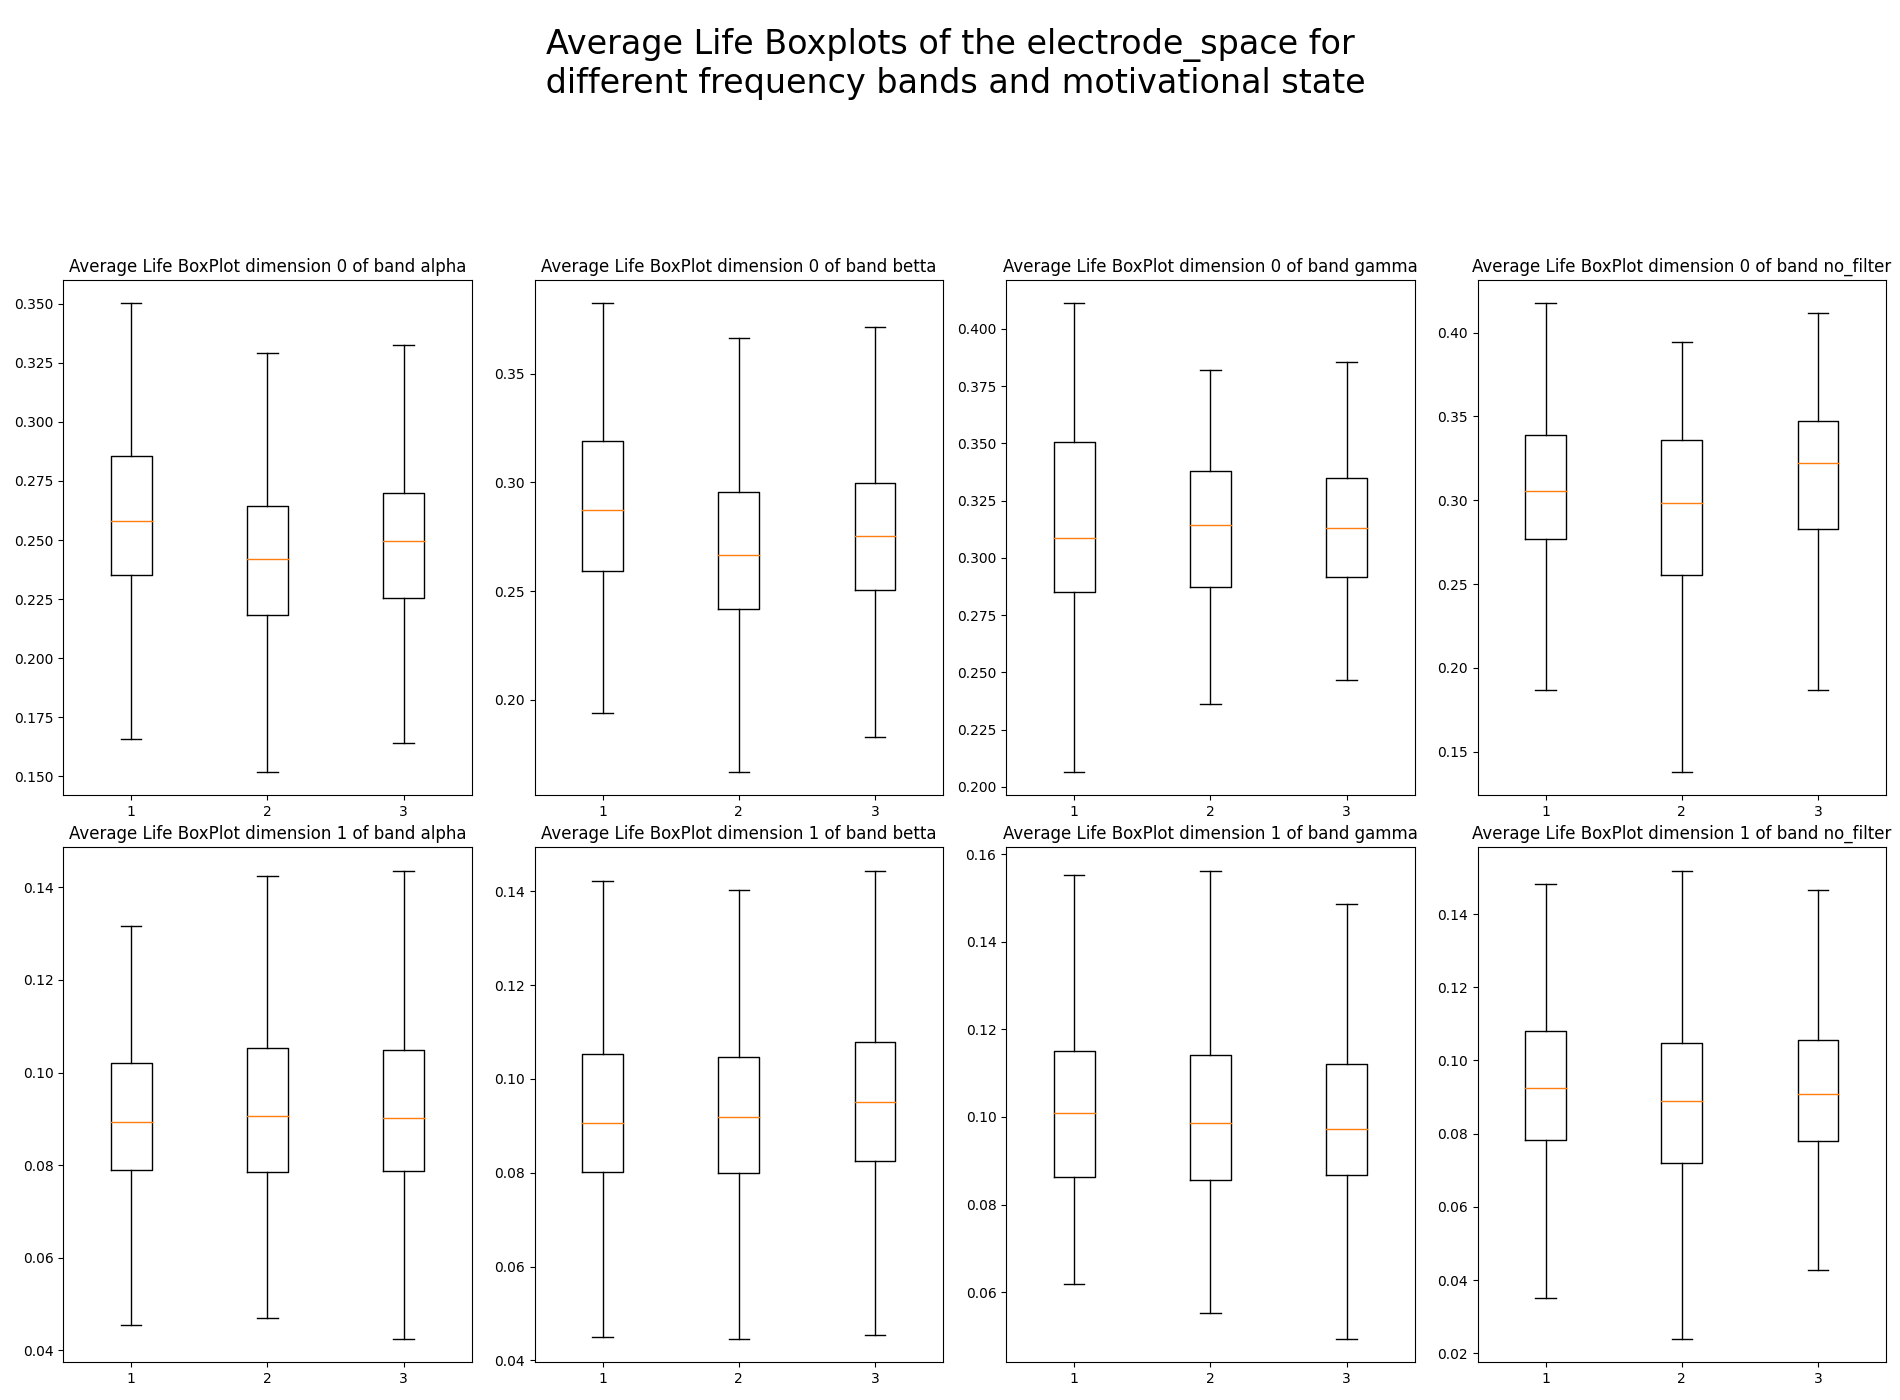 Average Life Boxplots of the electrode_space for
different frequency bands and motivational state
Average Life BoxPlot dimension 0 of band alpha
0.350
0.325
0.300
0.275
0.250
0.225
0.200
0.175
0.150
1 2 3
Average Life BoxPlot dimension 0 of band betta
0.35
0.30
0.25
0.20
1 2 3
Average Life BoxPlot dimension 0 of band gamma
0.400
0.375
0.350
0.325
0.300
0.275
0.250
0.225
0.200
1 2 3
Average Life BoxPlot dimension 0 of band no_filter
0.40
0.35
0.30
0.25
0.20
0.15
1 2 3
Average Life BoxPlot dimension 1 of band alpha
0.14
0.12
0.10
0.08
0.06
0.04
1 2 3
Average Life BoxPlot dimension 1 of band betta
0.14
0.12
0.10
0.08
0.06
0.04
1 2 3
Average Life BoxPlot dimension 1 of band gamma
0.16
0.14
0.12
0.10
0.08
0.06
1 2 3
Average Life BoxPlot dimension 1 of band no_filter
0.14
0.12
0.10
0.08
0.06
0.04
0.02
1 2 3